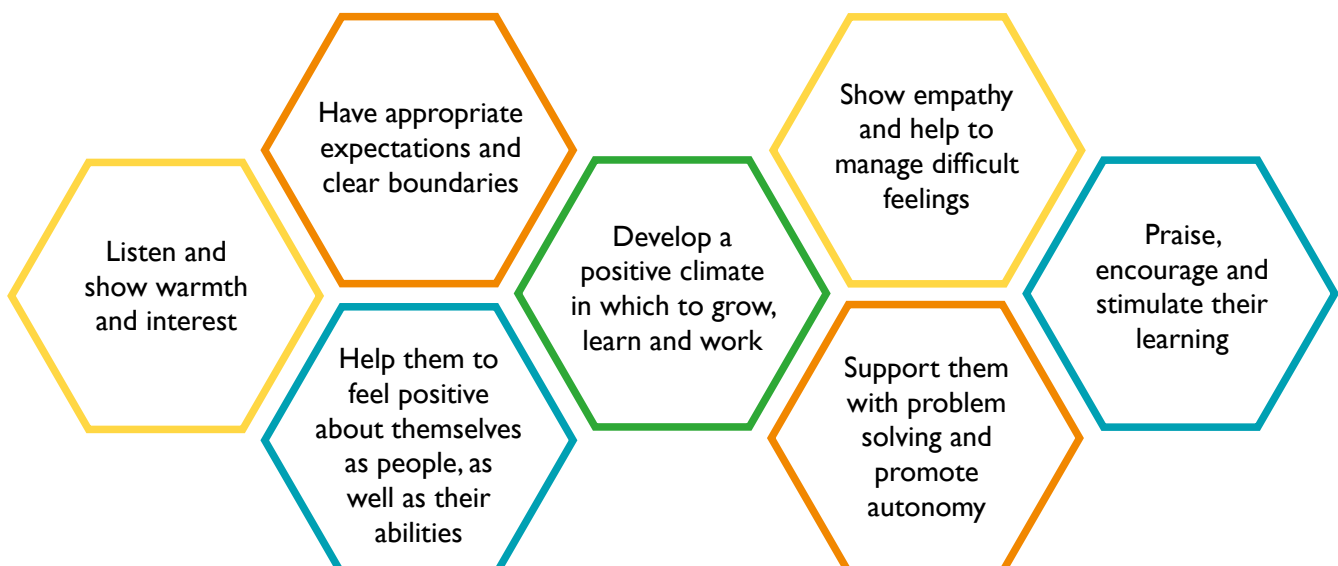 Listen and
show warmth
and interest
Have appropriate
expectations and
clear boundaries
Help them to
feel positive
about themselves
as people, as
well as their
abilities
Develop a
positive climate
in which to grow,
learn and work
Show empathy
and help to
manage difficult
feelings
Support them
with problem
solving and
promote
autonomy
Praise,
encourage and
stimulate their
learning